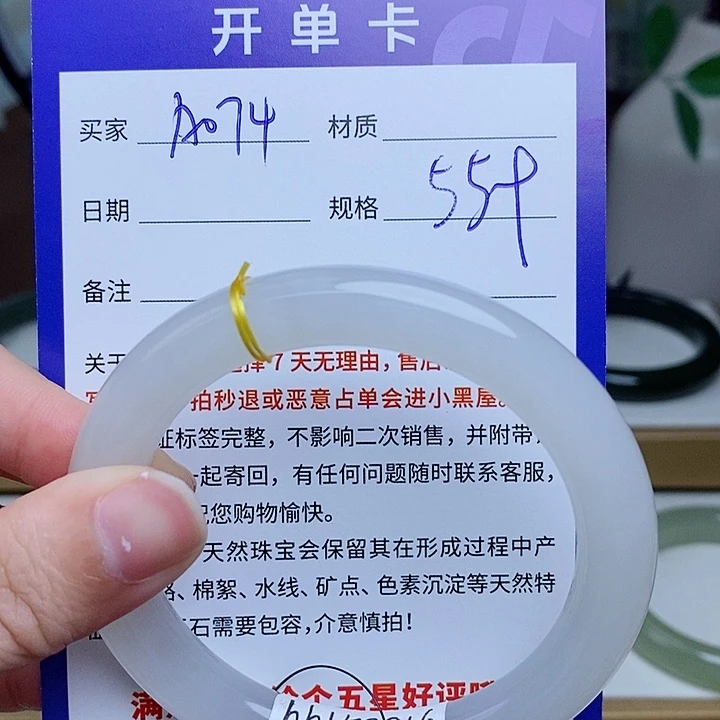 开单卡
买家 A074 材质
日期 规格 559
备注
关于 7天无理由,售后
拍秒退或恶意占单会进小黑屋。
证标签完整,不影响二次销售,并附带
一起寄回,有任何问题随时联系客服,
祝您购物愉快。
天然珠宝会保留其在形成过程中产
、棉絮、水线、矿点、色素沉淀等天然特
石需要包容,介意慎拍!
满 个个五星好评